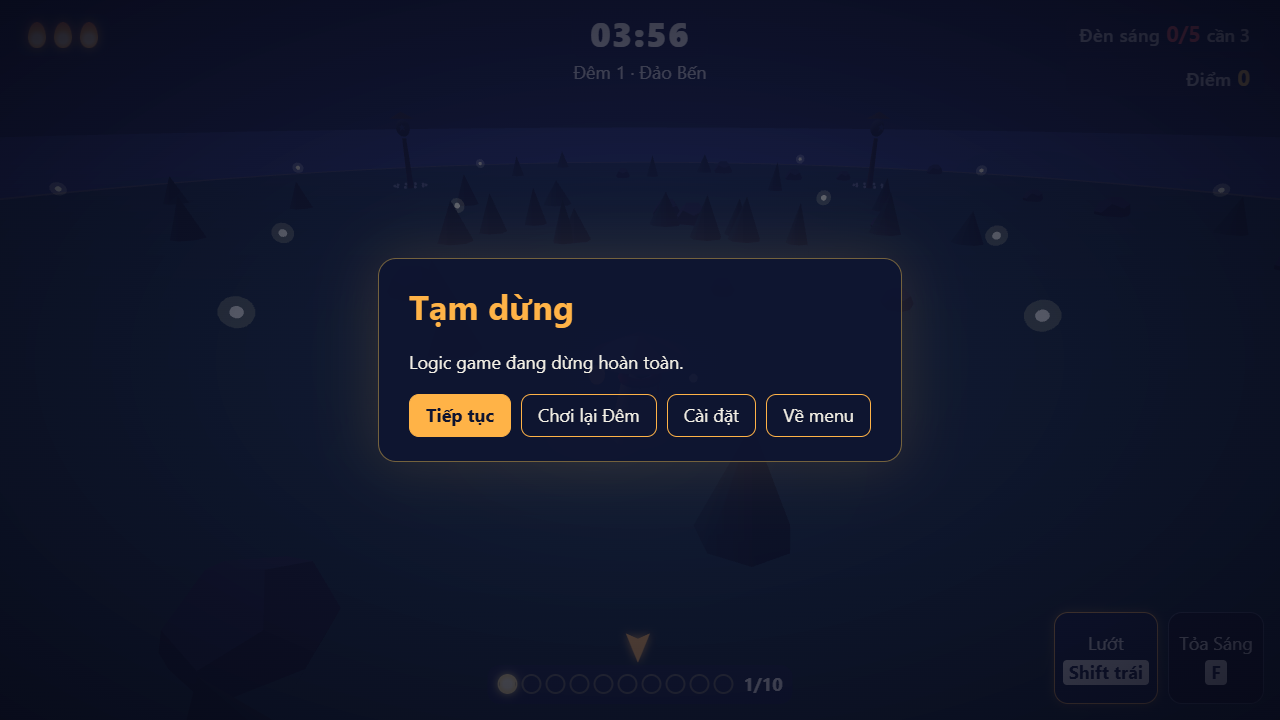 03:56
Đêm 1 · Đảo Bến
Đèn sáng 0/5 cần 3
Điểm 0
Tạm dừng
Logic game đang dừng hoàn toàn.
Tiếp tục
Chơi lại Đêm
Cài đặt
Về menu
1/10
Lướt
Shift trái
Tỏa Sáng
F